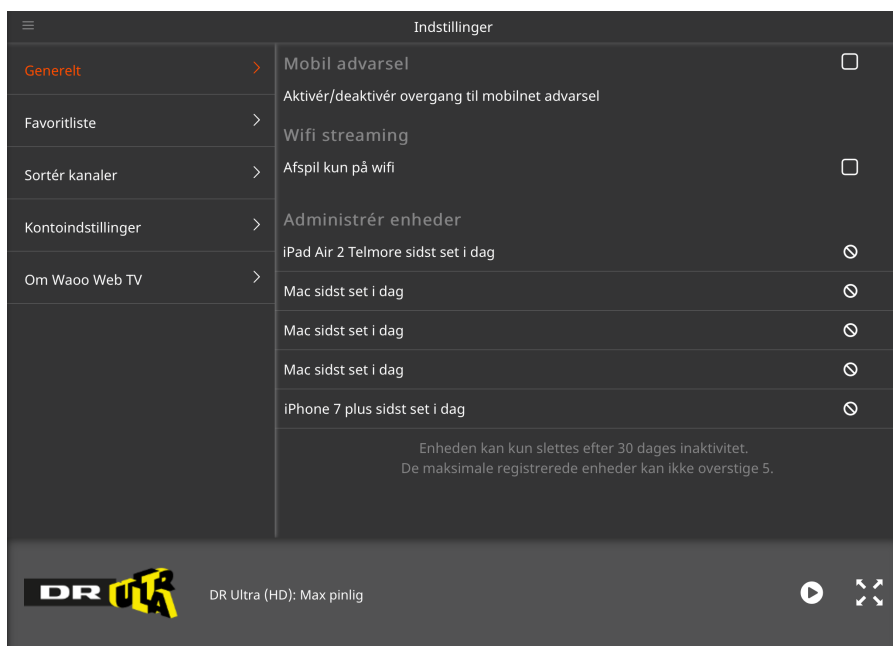 Indstillinger
Generelt
Favoritliste
Sortér kanaler
Kontoindstillinger
Om Waoo Web TV
Mobil advarsel
Aktivér/deaktivér overgang til mobilnet advarsel
Wifi streaming
Afspil kun på wifi
Administrér enheder
iPad Air 2 Telmore sidst set i dag
Mac sidst set i dag
Mac sidst set i dag
Mac sidst set i dag
iPhone 7 plus sidst set i dag
Enheden kan kun slettes efter 30 dages inaktivitet.
De maksimale registrerede enheder kan ikke overstige 5.
DR ULTRA
DR Ultra (HD): Max pinlig